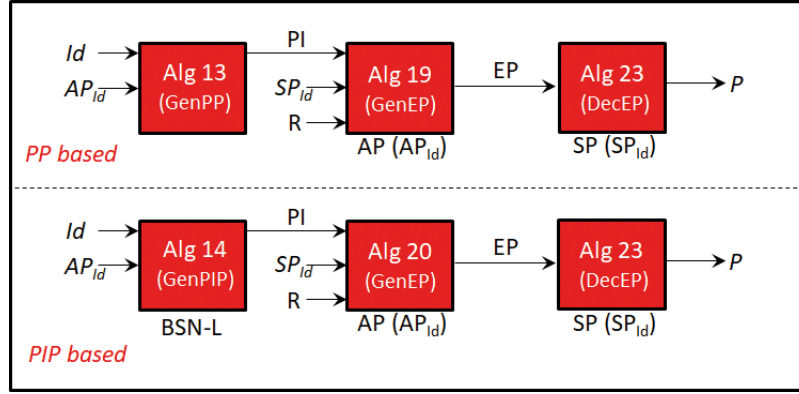 Id
AP_Id
Alg 13
(GenPP)
PI
SP_Id
R
Alg 19
(GenEP)
AP (AP_Id)
EP
Alg 23
(DecEP)
SP (SP_Id)
P
PP based
Id
AP_Id
Alg 14
(GenPIP)
BSN-L
PI
SP_Id
R
Alg 20
(GenEP)
AP (AP_Id)
EP
Alg 23
(DecEP)
SP (SP_Id)
P
PIP based